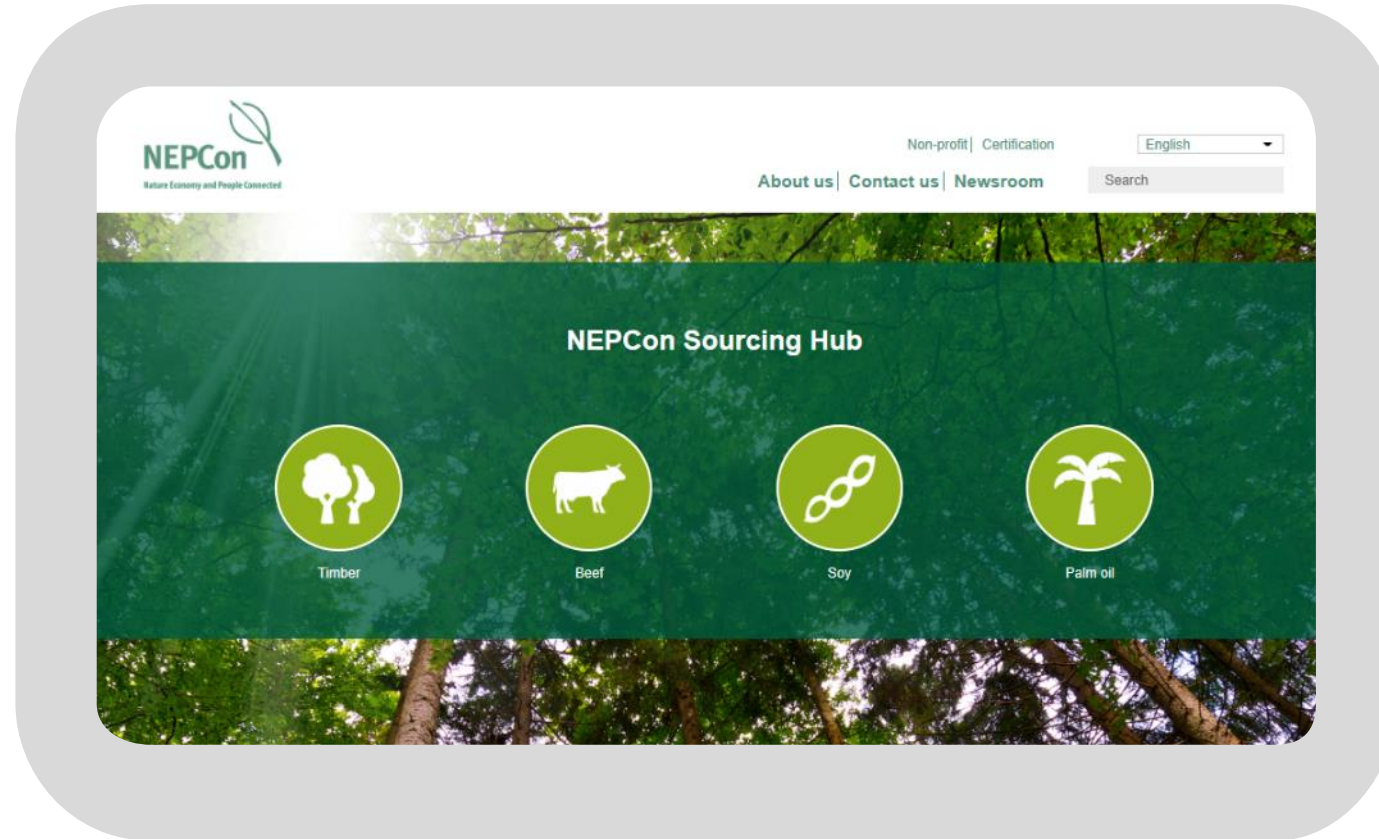 NEPCon
Nature Economy and People Connected
Non-profit| Certification
English
About us| Contact us| Newsroom
Search
NEPCon Sourcing Hub
Timber
Beef
Soy
Palm oil